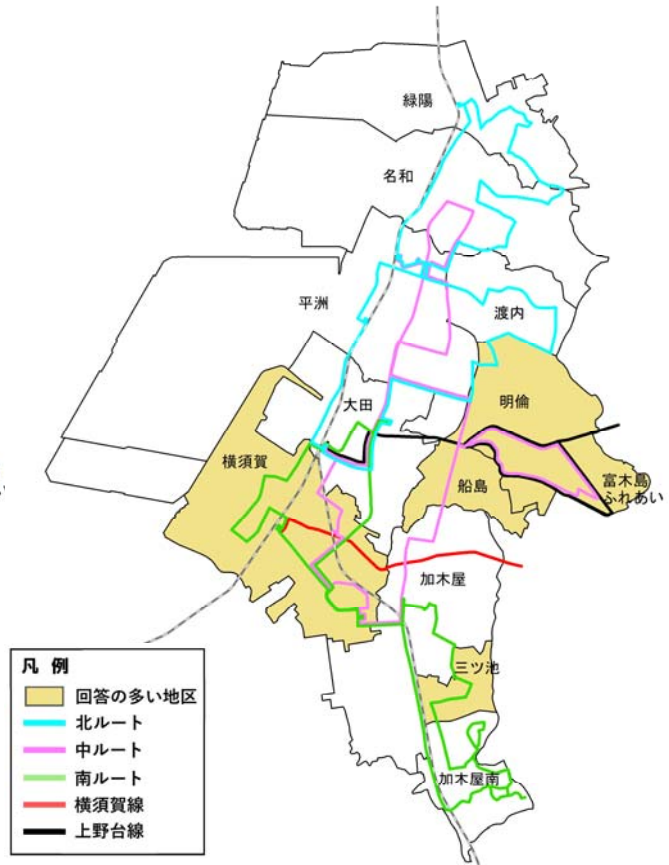 緑陽
名和
平洲
渡内
大田
明倫
横須賀
船島
富木島
ふれあい
加木屋
三ツ池
加木屋南
凡 例
回答の多い地区
北ルート
中ルート
南ルート
横須賀線
上野台線